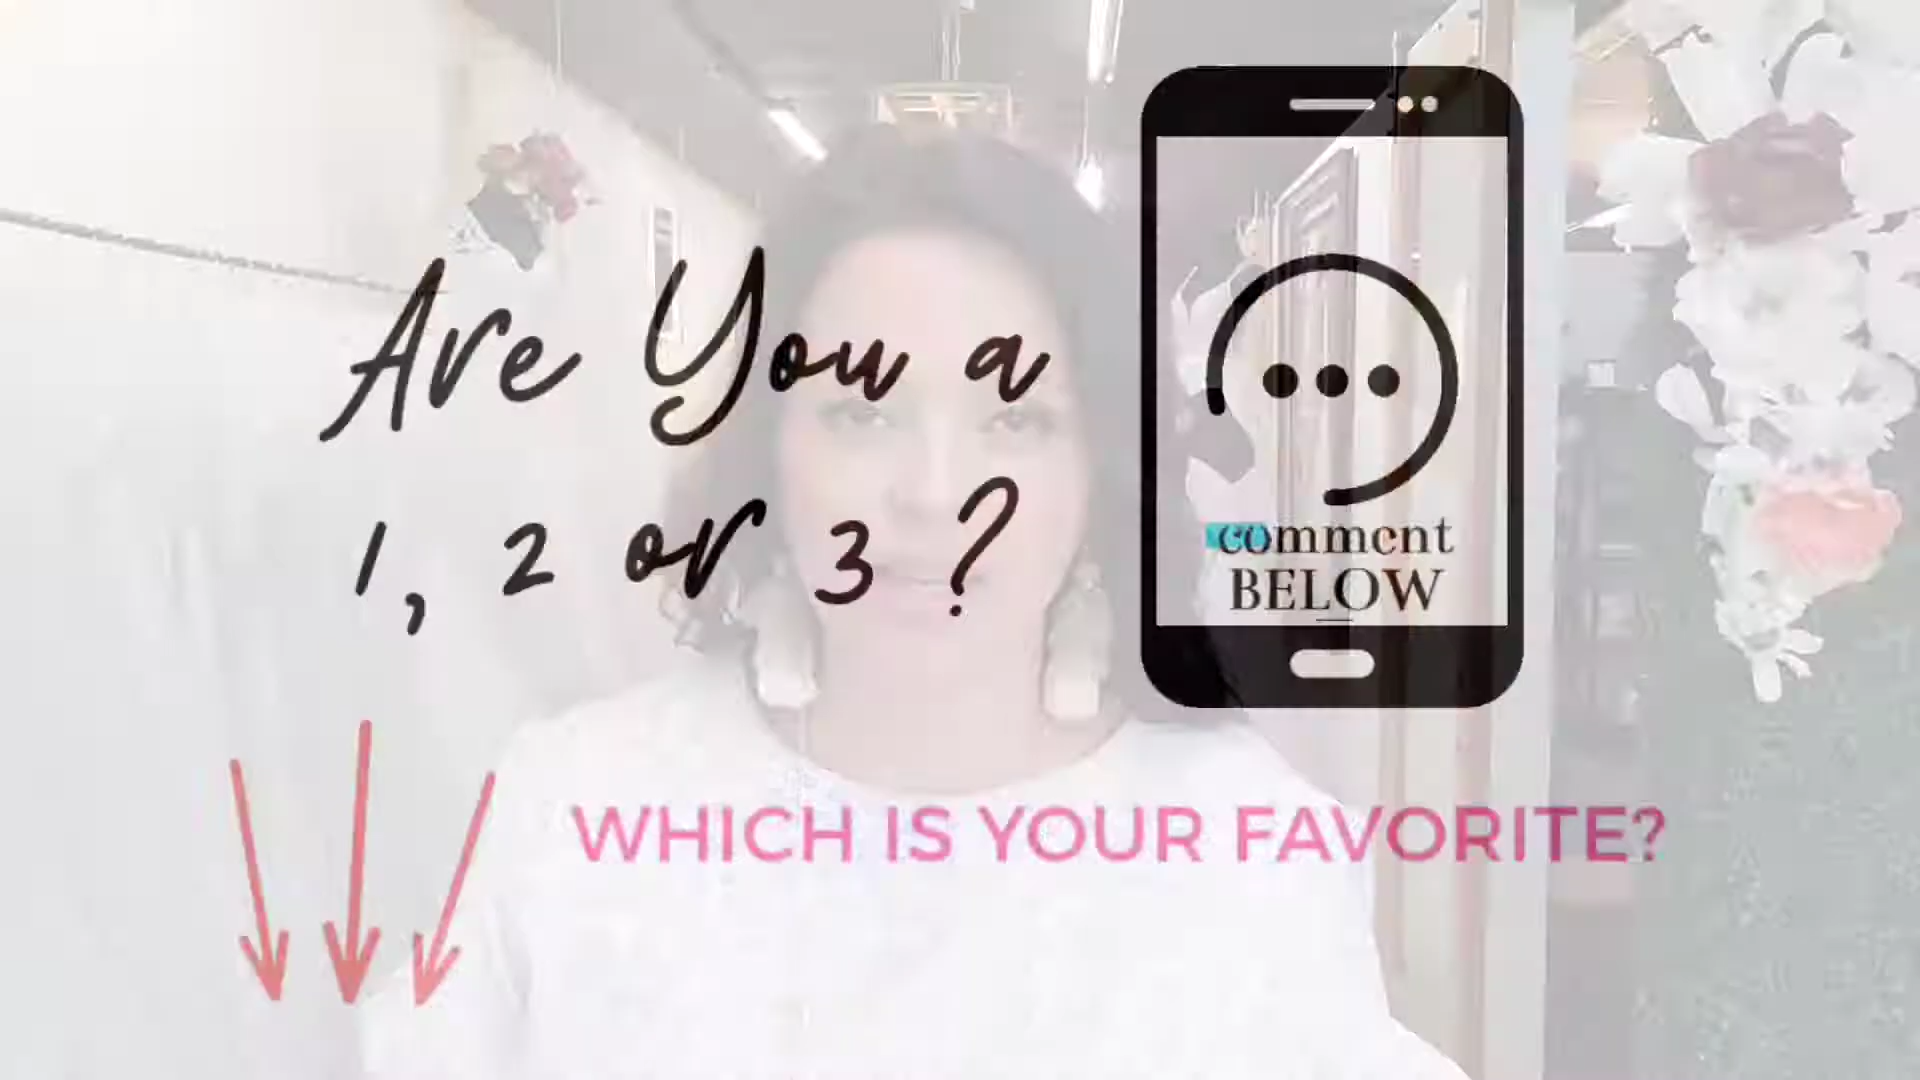 Are You a
1, 2 or 3?
comment
BELOW
WHICH IS YOUR FAVORITE?